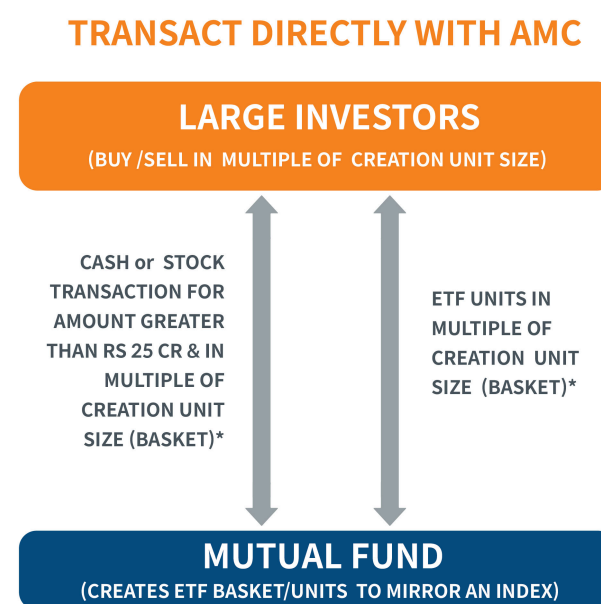 TRANSACT DIRECTLY WITH AMC
LARGE INVESTORS
(BUY /SELL IN MULTIPLE OF CREATION UNIT SIZE)
CASH or STOCK
TRANSACTION FOR
AMOUNT GREATER
THAN RS 25 CR & IN
MULTIPLE OF
CREATION UNIT
SIZE (BASKET)*
ETF UNITS IN
MULTIPLE OF
CREATION UNIT
SIZE (BASKET)*
MUTUAL FUND
(CREATES ETF BASKET/UNITS TO MIRROR AN INDEX)